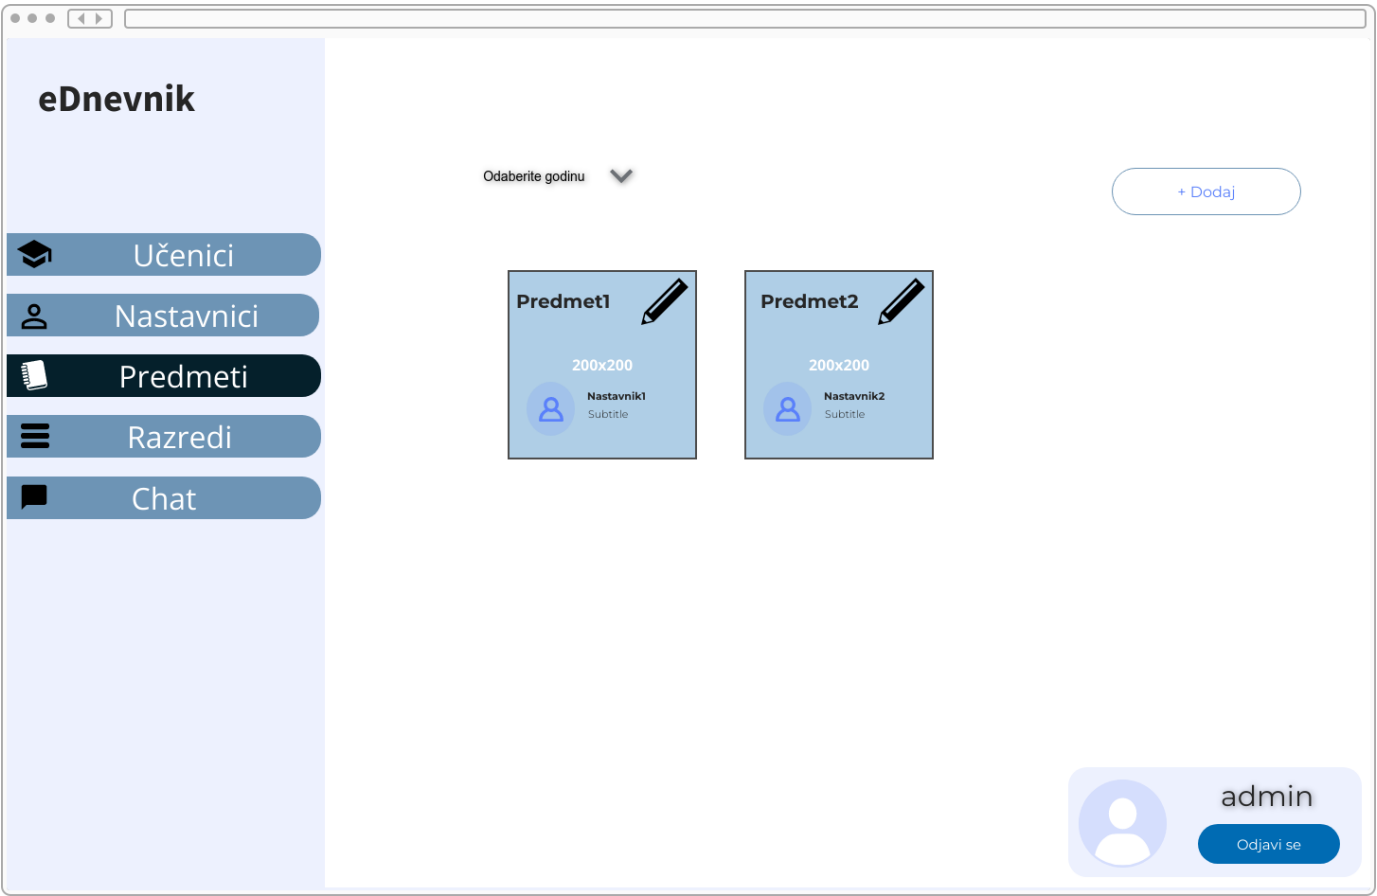 eDnevnik
Učenici
Nastavnici
Predmeti
Razredi
Chat
Odaberite godinu
+ Dodaj
Predmet1
200x200
Nastavnik1
Subtitle
Predmet2
200x200
Nastavnik2
Subtitle
admin
Odjavi se